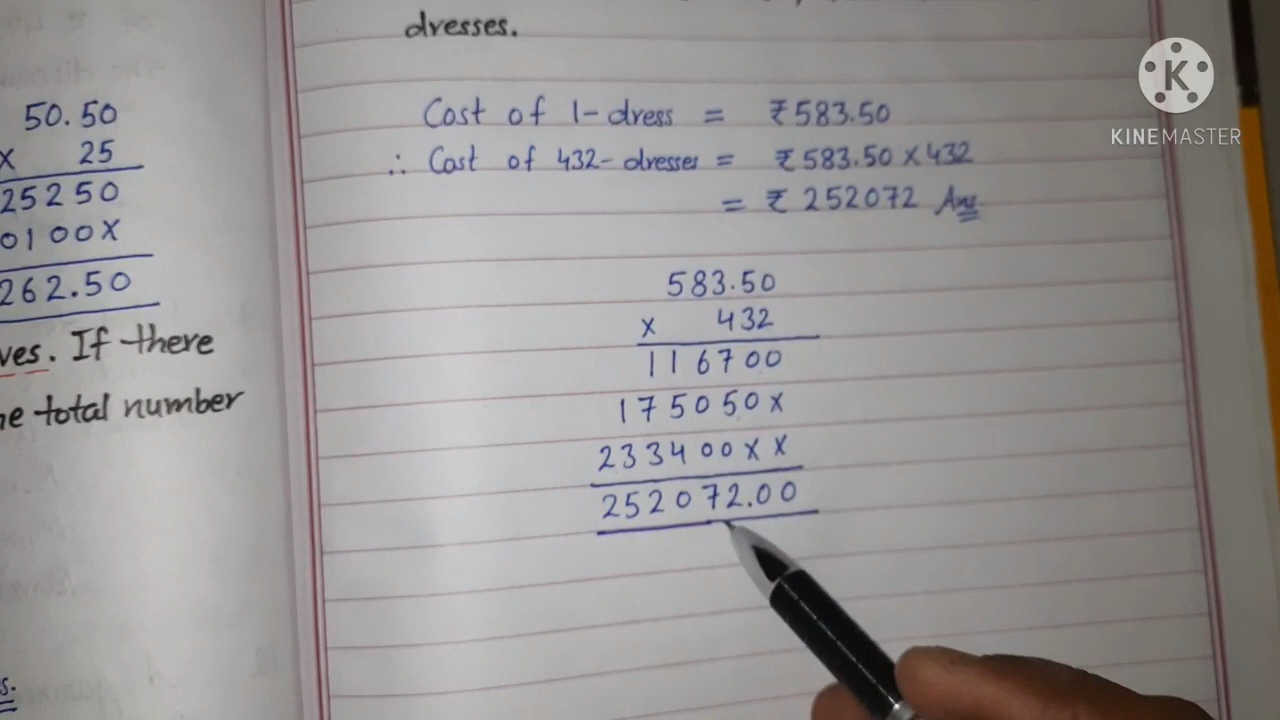 50.50
X 25
25250
0100X
262.50
ves. If there
ne total number
s.
dresses.
Cost of 1-dress = ₹583.50
∴ Cost of 432-dresses = ₹583.50 X 432
= ₹ 252072 Ans
583.50
X 432
116700
175050X
233400XX
252072.00
K
KINEMASTER